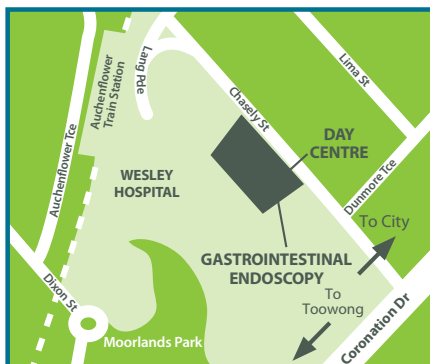 Auchenflower
Train Station
Lang Pde
Lima St
Chasely St
Auchenflower Tce
DAY
CENTRE
WESLEY
HOSPITAL
Dunmore Tce
To City
GASTROINTESTINAL
ENDOSCOPY
Dixon St
To
Toowong
Coronation Dr
Moorlands Park